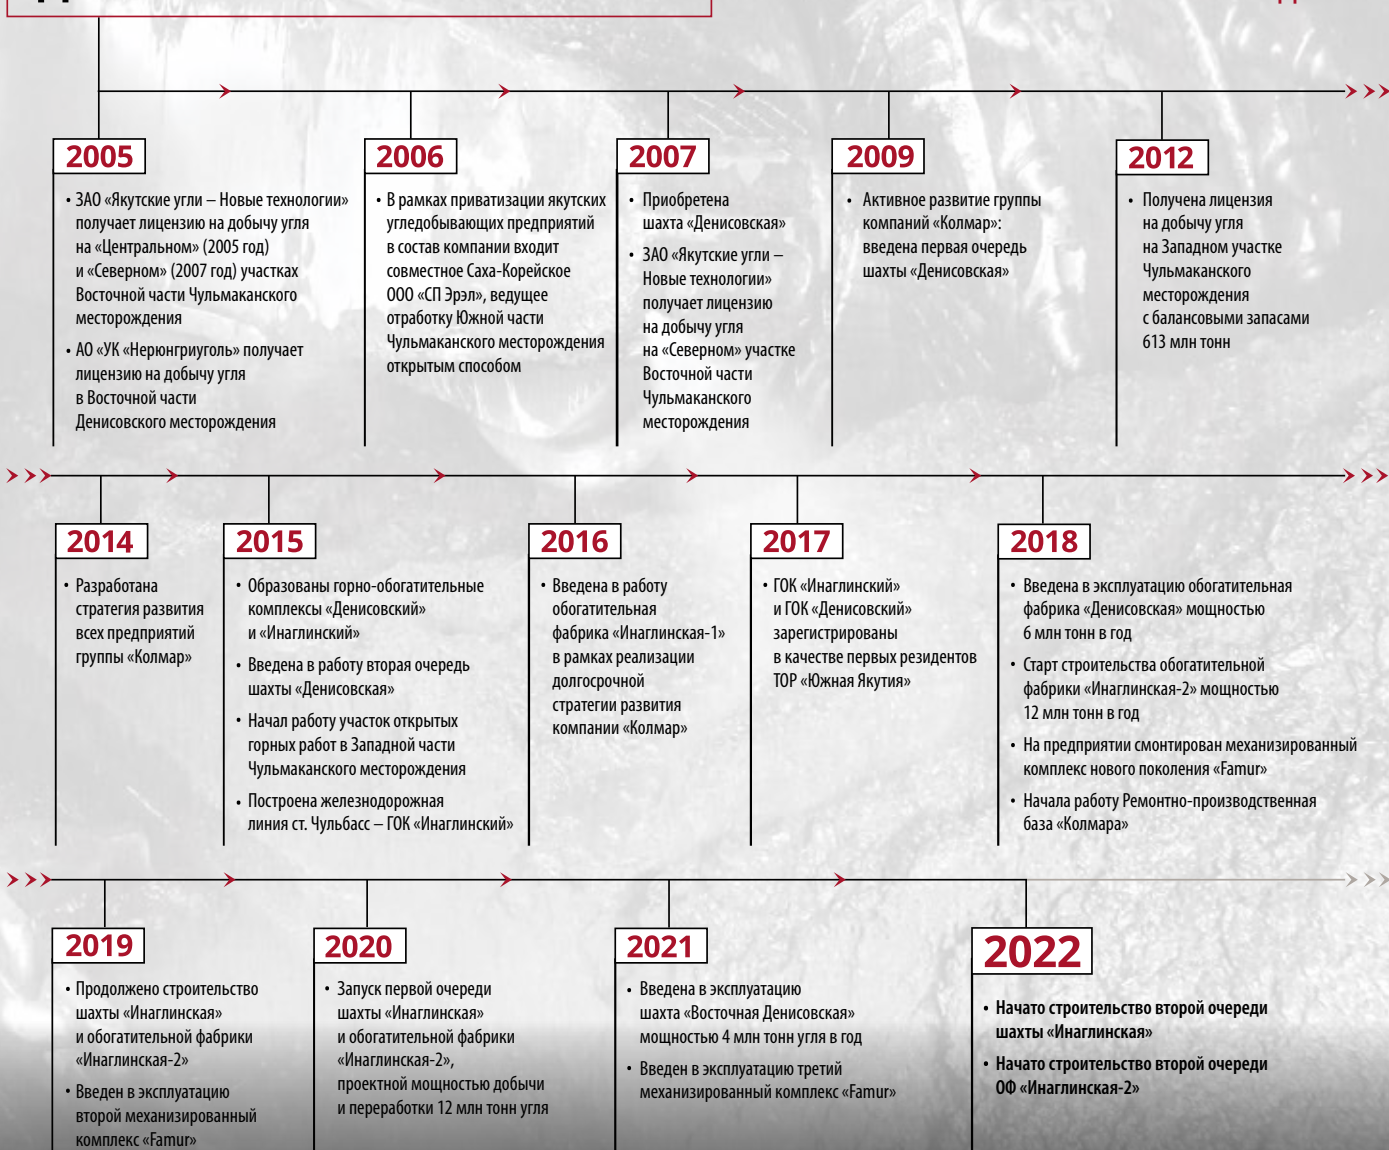 2005
• ЗАО «Якутские угли – Новые технологии»
получает лицензию на добычу угля
на «Центральном» (2005 год)
и «Северном» (2007 год) участках
Восточной части Чульмаканского
месторождения
• АО «УК «Нерюнгриуголь» получает
лицензию на добычу угля
в Восточной части
Денисовского месторождения
2006
• В рамках приватизации якутских
угледобывающих предприятий
в состав компании входит
совместное Саха-Корейское
ООО «СП Эрэл», ведущее
отработку Южной части
Чульмаканского месторождения
открытым способом
2007
• Приобретена
шахта «Денисовская»
• ЗАО «Якутские угли –
Новые технологии»
получает лицензию
на добычу угля
на «Северном» участке
Восточной части
Чульмаканского
месторождения
2009
• Активное развитие группы
компаний «Колмар»:
введена первая очередь
шахты «Денисовская»
2012
• Получена лицензия
на добычу угля
на Западном участке
Чульмаканского
месторождения
с балансовыми запасами
613 млн тонн
2014
• Разработана
стратегия развития
всех предприятий
группы «Колмар»
2015
• Образованы горно-обогатительные
комплексы «Денисовский»
и «Инаглинский»
• Введена в работу вторая очередь
шахты «Денисовская»
• Начал работу участок открытых
горных работ в Западной части
Чульмаканского месторождения
• Построена железнодорожная
линия ст. Чульбасс – ГОК «Инаглинский»
2016
• Введена в работу
обогатительная
фабрика «Инаглинская-1»
в рамках реализации
долгосрочной
стратегии развития
компании «Колмар»
2017
• ГОК «Инаглинский»
и ГОК «Денисовский»
зарегистрированы
в качестве первых резидентов
ТОР «Южная Якутия»
2018
• Введена в эксплуатацию обогатительная
фабрика «Денисовская» мощностью
6 млн тонн в год
• Старт строительства обогатительной
фабрики «Инаглинская-2» мощностью
12 млн тонн в год
• На предприятии смонтирован механизированный
комплекс нового поколения «Famur»
• Начала работу Ремонтно-производственная
база «Колмара»
2019
• Продолжено строительство
шахты «Инаглинская»
и обогатительной фабрики
«Инаглинская-2»
• Введен в эксплуатацию
второй механизированный
комплекс «Famur»
2020
• Запуск первой очереди
шахты «Инаглинская»
и обогатительной фабрики
«Инаглинская-2»,
проектной мощностью добычи
и переработки 12 млн тонн угля
2021
• Введена в эксплуатацию
шахта «Восточная Денисовская»
мощностью 4 млн тонн угля в год
• Введен в эксплуатацию третий
механизированный комплекс «Famur»
2022
• Начато строительство второй очереди
шахты «Инаглинская»
• Начато строительство второй очереди
ОФ «Инаглинская-2»